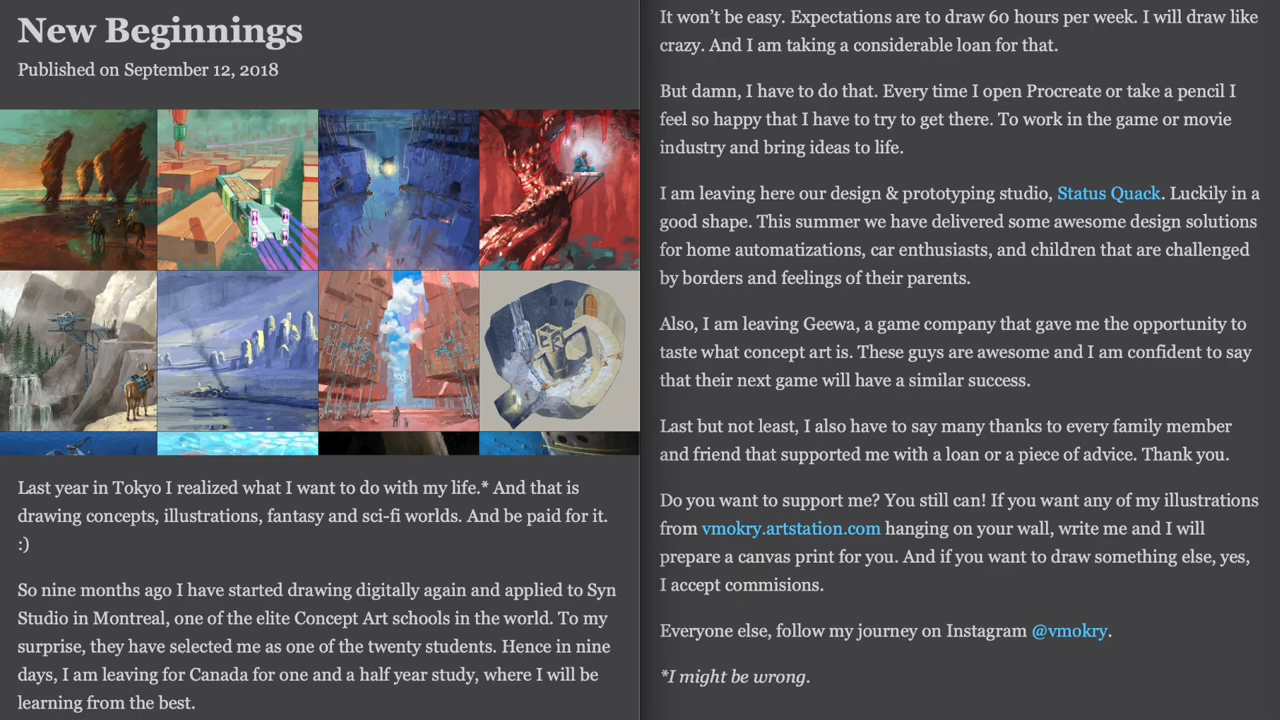 New Beginnings
Published on September 12, 2018
Last year in Tokyo I realized what I want to do with my life.* And that is
drawing concepts, illustrations, fantasy and sci-fi worlds. And be paid for it.
:)
So nine months ago I have started drawing digitally again and applied to Syn
Studio in Montreal, one of the elite Concept Art schools in the world. To my
surprise, they have selected me as one of the twenty students. Hence in nine
days, I am leaving for Canada for one and a half year study, where I will be
learning from the best.
It won’t be easy. Expectations are to draw 60 hours per week. I will draw like
crazy. And I am taking a considerable loan for that.
But damn, I have to do that. Every time I open Procreate or take a pencil I
feel so happy that I have to try to get there. To work in the game or movie
industry and bring ideas to life.
I am leaving here our design & prototyping studio, Status Quack. Luckily in a
good shape. This summer we have delivered some awesome design solutions
for home automatizations, car enthusiasts, and children that are challenged
by borders and feelings of their parents.
Also, I am leaving Geewa, a game company that gave me the opportunity to
taste what concept art is. These guys are awesome and I am confident to say
that their next game will have a similar success.
Last but not least, I also have to say many thanks to every family member
and friend that supported me with a loan or a piece of advice. Thank you.
Do you want to support me? You still can! If you want any of my illustrations
from vmokry.artstation.com hanging on your wall, write me and I will
prepare a canvas print for you. And if you want to draw something else, yes,
I accept commisions.
Everyone else, follow my journey on Instagram @vmokry.
*I might be wrong.